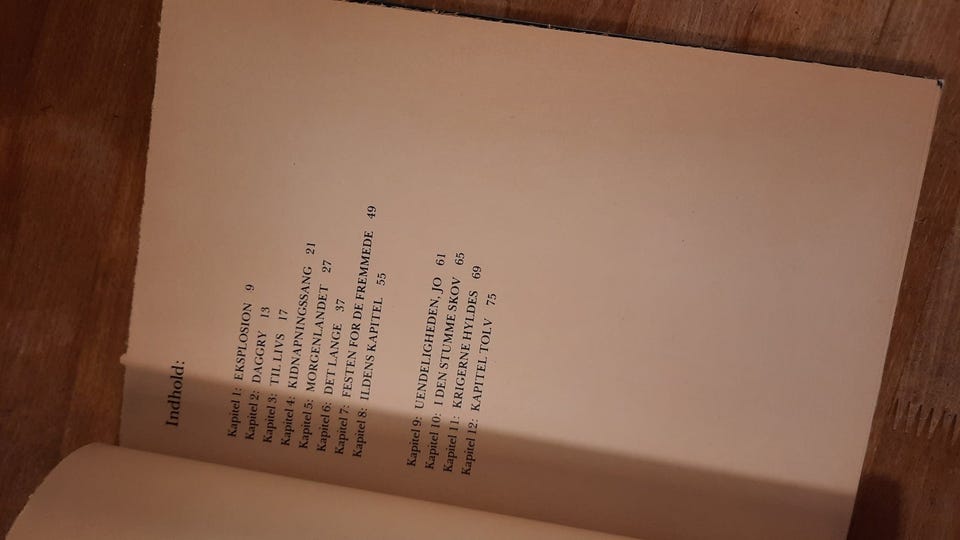 Indhold:
Kapitel 1: EKSPLOSION 9
Kapitel 2: DAGGRY 13
Kapitel 3: TIL LIVS 17
Kapitel 4: KIDNAPNINGSSANG 21
Kapitel 5: MORGENLANDET 27
Kapitel 6: DET LANGE 37
Kapitel 7: FESTEN FOR DE FREMMEDE 49
Kapitel 8: ILDENS KAPITEL 55
Kapitel 9: UENDELIGHEDEN, JO 61
Kapitel 10: I DEN STUMME SKOV 65
Kapitel 11: KRIGERNE HYLDES 69
Kapitel 12: KAPITEL TOLV 75